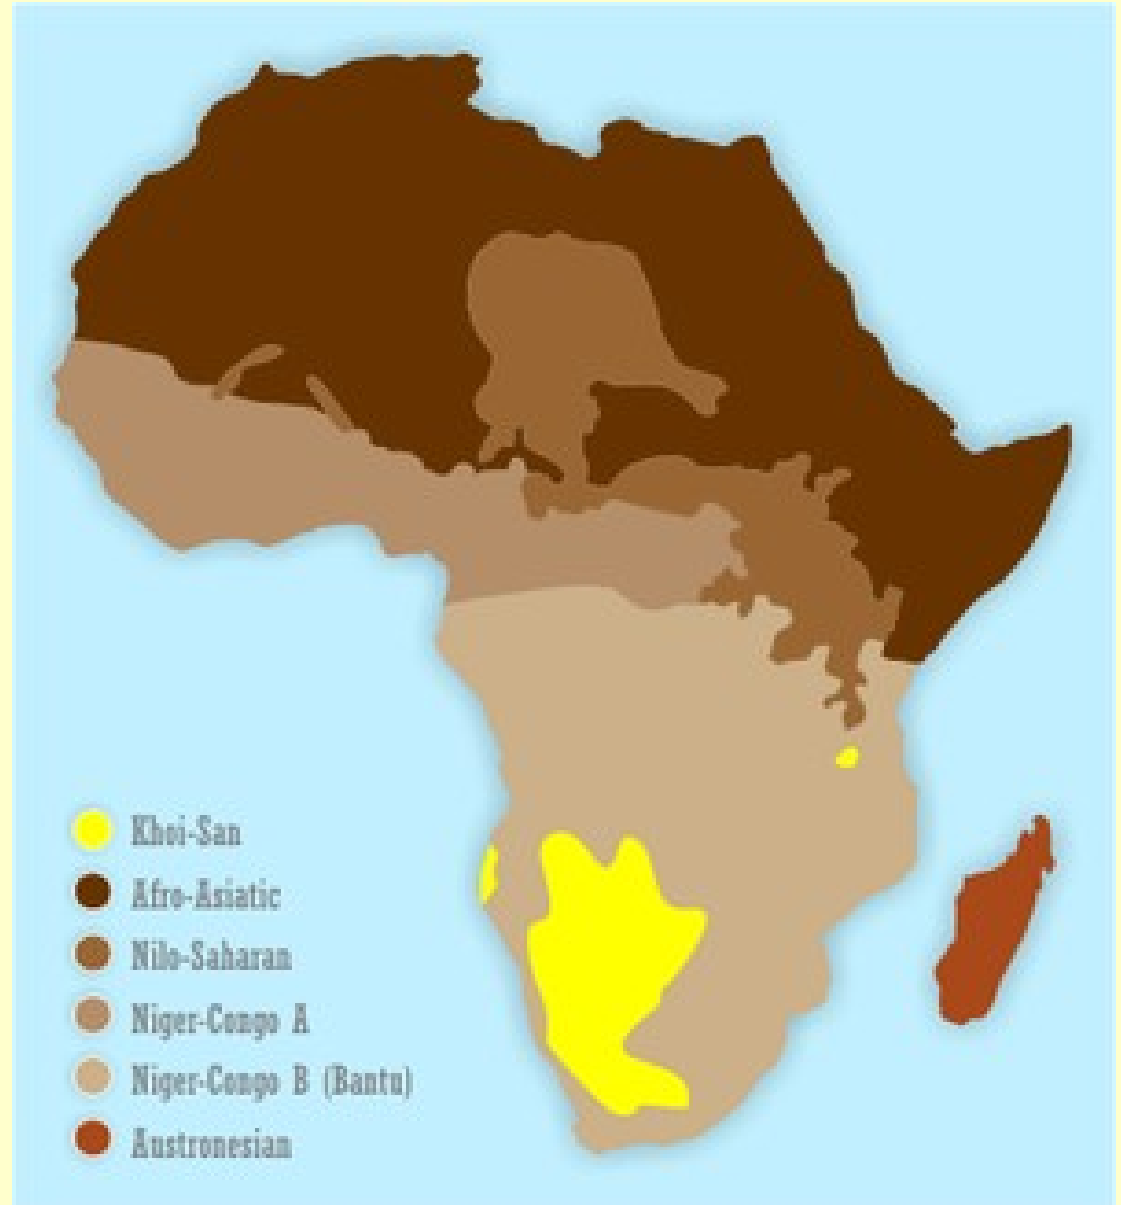 Khoi-San
Afro-Asiatic
Nilo-Saharan
Niger-Congo A
Niger-Congo B (Bantu)
Austronesian